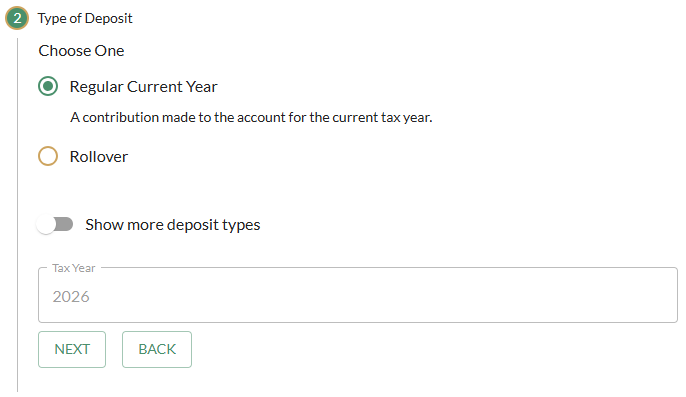 2 Type of Deposit
Choose One
Regular Current Year
A contribution made to the account for the current tax year.
Rollover
Show more deposit types
Tax Year
2026
NEXT BACK